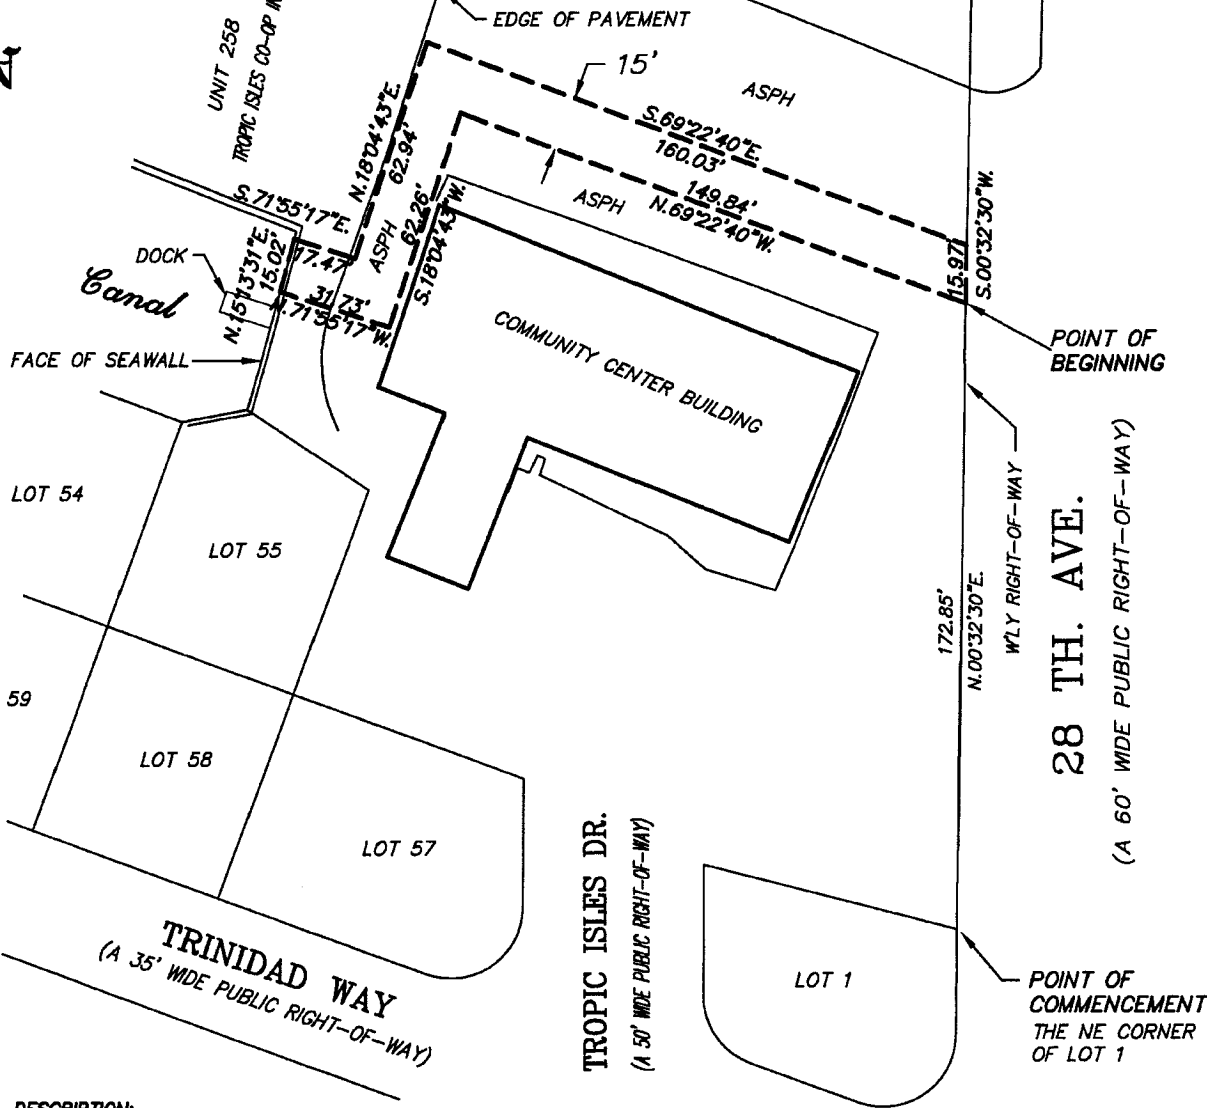 EDGE OF PAVEMENT
UNIT 258
TROPIC ISLES CO-OP
15'
ASPH
S.69°22'40"E.
160.03'
N.18°04'43"E.
62.94'
149.84'
N.69°22'40"W.
ASPH
S.71°55'17"E.
17.47'
ASPH
62.26'
S.18°04'43"W.
15.97'
S.00°32'30"W.
DOCK
Canal
N.15°13'31"E.
15.02'
31.73'
N.71°55'17"W.
FACE OF SEAWALL
COMMUNITY CENTER BUILDING
POINT OF
BEGINNING
LOT 54
LOT 55
W'LY RIGHT-OF-WAY
28 TH. AVE.
(A 60' WIDE PUBLIC RIGHT-OF-WAY)
172.85'
N.00°32'30"E.
59
LOT 58
LOT 57
TROPIC ISLES DR.
(A 50' WIDE PUBLIC RIGHT-OF-WAY)
TRINIDAD WAY
(A 35' WIDE PUBLIC RIGHT-OF-WAY)
LOT 1
POINT OF
COMMENCEMENT
THE NE CORNER
OF LOT 1
DESCRIPTION: